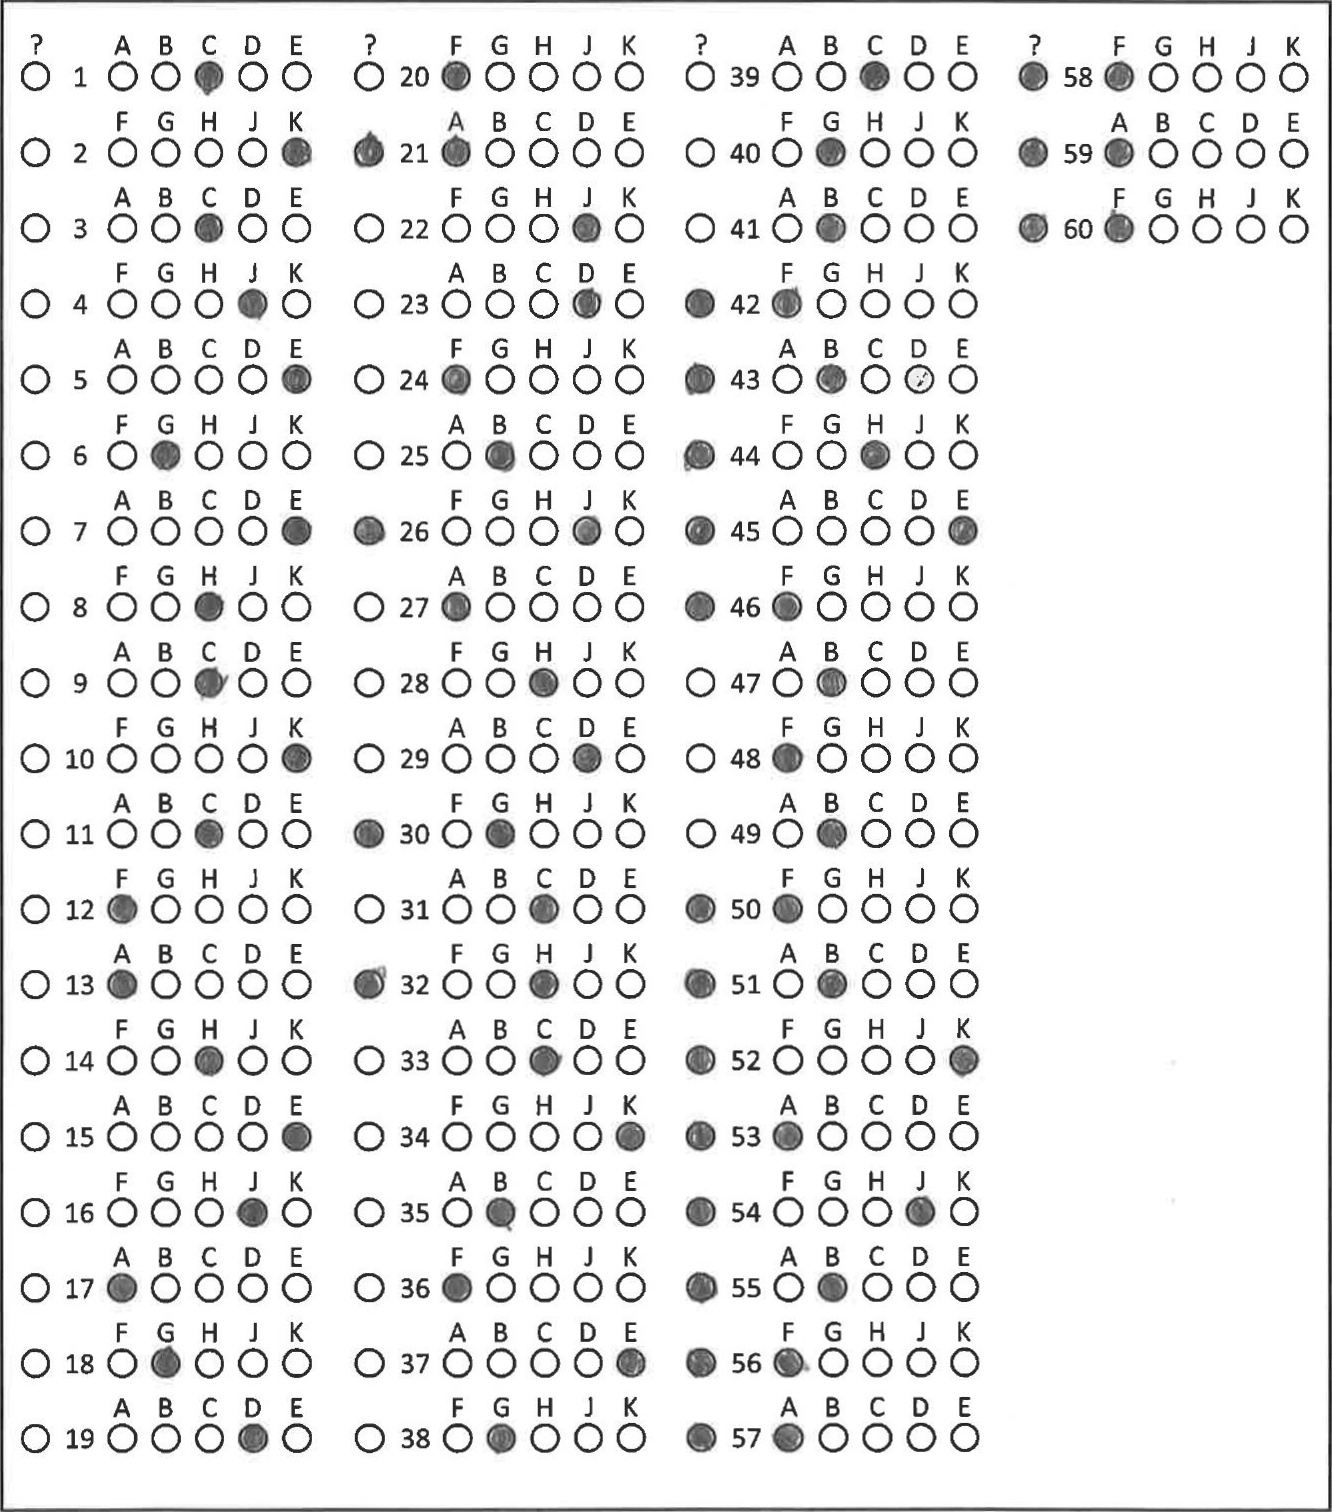 ? A B C D E ? F G H J K ? A B C D E ? F G H J K
1 20 39 58
F G H J K A B C D E F G H J K A B C D E
2 21 40 59
A B C D E F G H J K A B C D E F G H J K
3 22 41 60
F G H J K A B C D E F G H J K
4 23 42
A B C D E F G H J K A B C D E
5 24 43
F G H J K A B C D E F G H J K
6 25 44
A B C D E F G H J K A B C D E
7 26 45
F G H J K A B C D E F G H J K
8 27 46
A B C D E F G H J K A B C D E
9 28 47
F G H J K A B C D E F G H J K
10 29 48
A B C D E F G H J K A B C D E
11 30 49
F G H J K A B C D E F G H J K
12 31 50
A B C D E F G H J K A B C D E
13 32 51
F G H J K A B C D E F G H J K
14 33 52
A B C D E F G H J K A B C D E
15 34 53
F G H J K A B C D E F G H J K
16 35 54
A B C D E F G H J K A B C D E
17 36 55
F G H J K A B C D E F G H J K
18 37 56
A B C D E F G H J K A B C D E
19 38 57